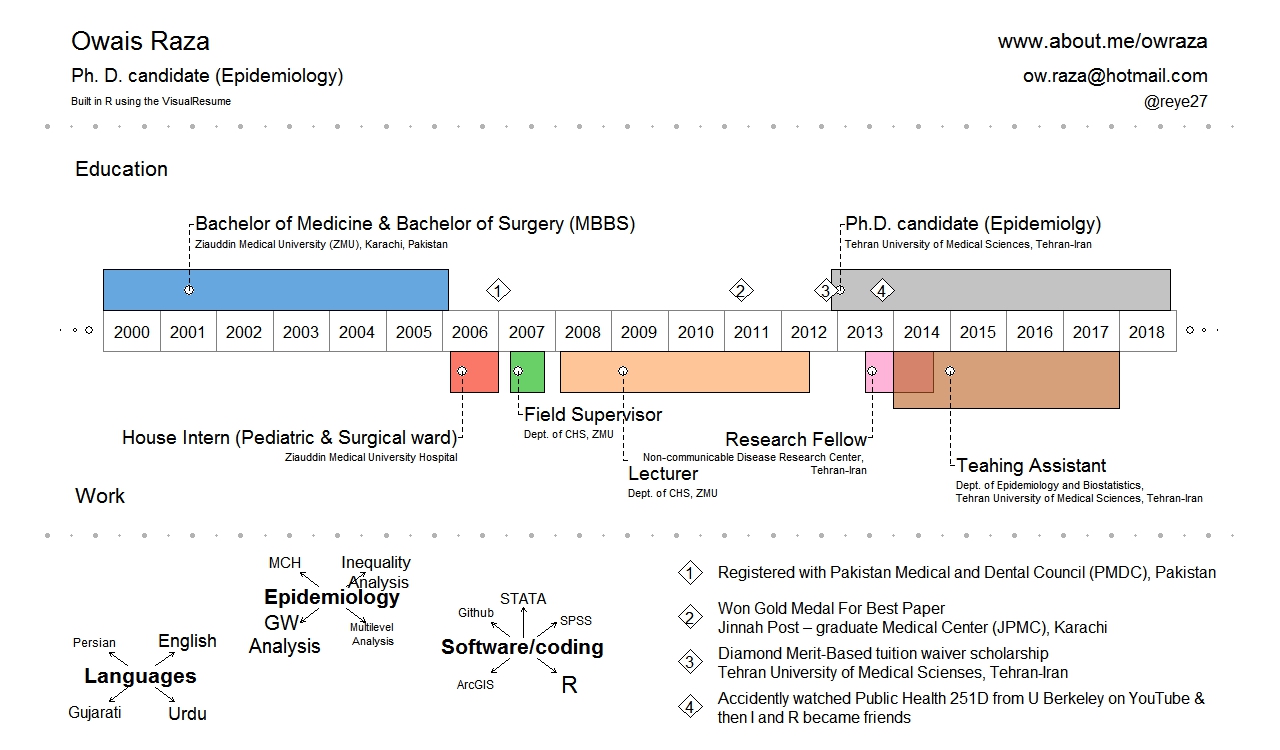 Owais Raza
www.about.me/owraza
Ph. D. candidate (Epidemiology)
ow.raza@hotmail.com
Built in R using the VisualResume
@reye27
Education
Bachelor of Medicine & Bachelor of Surgery (MBBS)
Ziauddin Medical University (ZMU), Karachi, Pakistan
Ph.D. candidate (Epidemiolgy)
Tehran University of Medical Sciences, Tehran-Iran
1
2
3
4
2000 2001 2002 2003 2004 2005 2006 2007 2008 2009 2010 2011 2012 2013 2014 2015 2016 2017 2018
House Intern (Pediatric & Surgical ward)
Ziauddin Medical University Hospital
Field Supervisor
Dept. of CHS, ZMU
Lecturer
Dept. of CHS, ZMU
Research Fellow
Non-communicable Disease Research Center,
Tehran-Iran
Teahing Assistant
Dept. of Epidemiology and Biostatistics,
Tehran University of Medical Sciences, Tehran-Iran
Work
Persian
English
Languages
Gujarati
Urdu
MCH
Inequality
Analysis
Epidemiology
GW
Analysis
Multilevel
Analysis
Github
STATA
SPSS
Software/coding
ArcGIS
R
1 Registered with Pakistan Medical and Dental Council (PMDC), Pakistan
2 Won Gold Medal For Best Paper
Jinnah Post – graduate Medical Center (JPMC), Karachi
3 Diamond Merit-Based tuition waiver scholarship
Tehran University of Medical Scienses, Tehran-Iran
4 Accidently watched Public Health 251D from U Berkeley on YouTube &
then I and R became friends